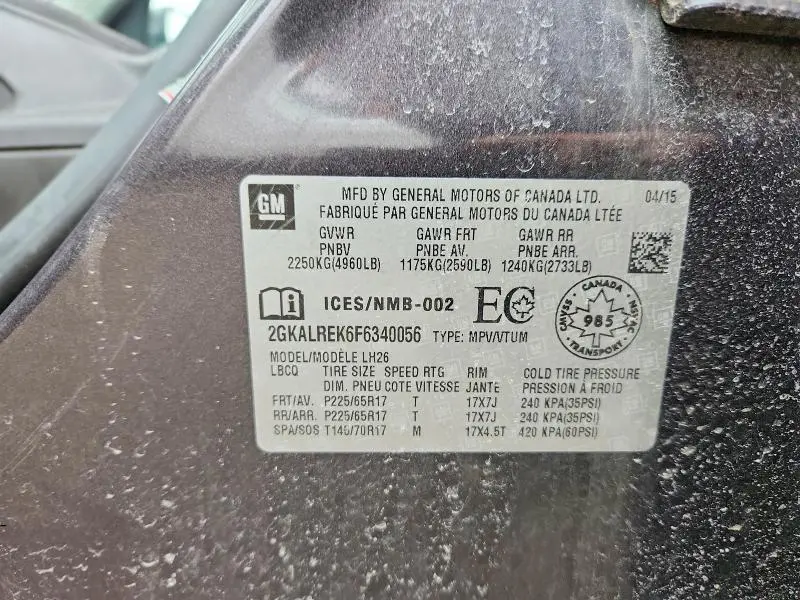 GM
MFD BY GENERAL MOTORS OF CANADA LTD. 04/15
FABRIQUÉ PAR GENERAL MOTORS DU CANADA LTÉE
GVWR GAWR FRT GAWR RR
PNBV PNBE AV. PNBE ARR.
2250KG(4960LB) 1175KG(2590LB) 1240KG(2733LB)
ICES/NMB-002 EC
CANADA
CMVSS NSVAC
985
TRANSPORT
2GKALREK6F6340056 TYPE: MPV/VTUM
MODEL/MODÈLE LH26
LBCQ TIRE SIZE SPEED RTG RIM COLD TIRE PRESSURE
DIM. PNEU COTE VITESSE JANTE PRESSION À FROID
FRT/AV. P225/65R17 T 17X7J 240 KPA(35PSI)
RR/ARR. P225/65R17 T 17X7J 240 KPA(35PSI)
SPA/SOS T145/70R17 M 17X4.5T 420 KPA(60PSI)